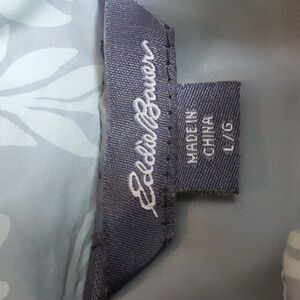 Eddie Bauer
MADE IN
CHINA
L/G